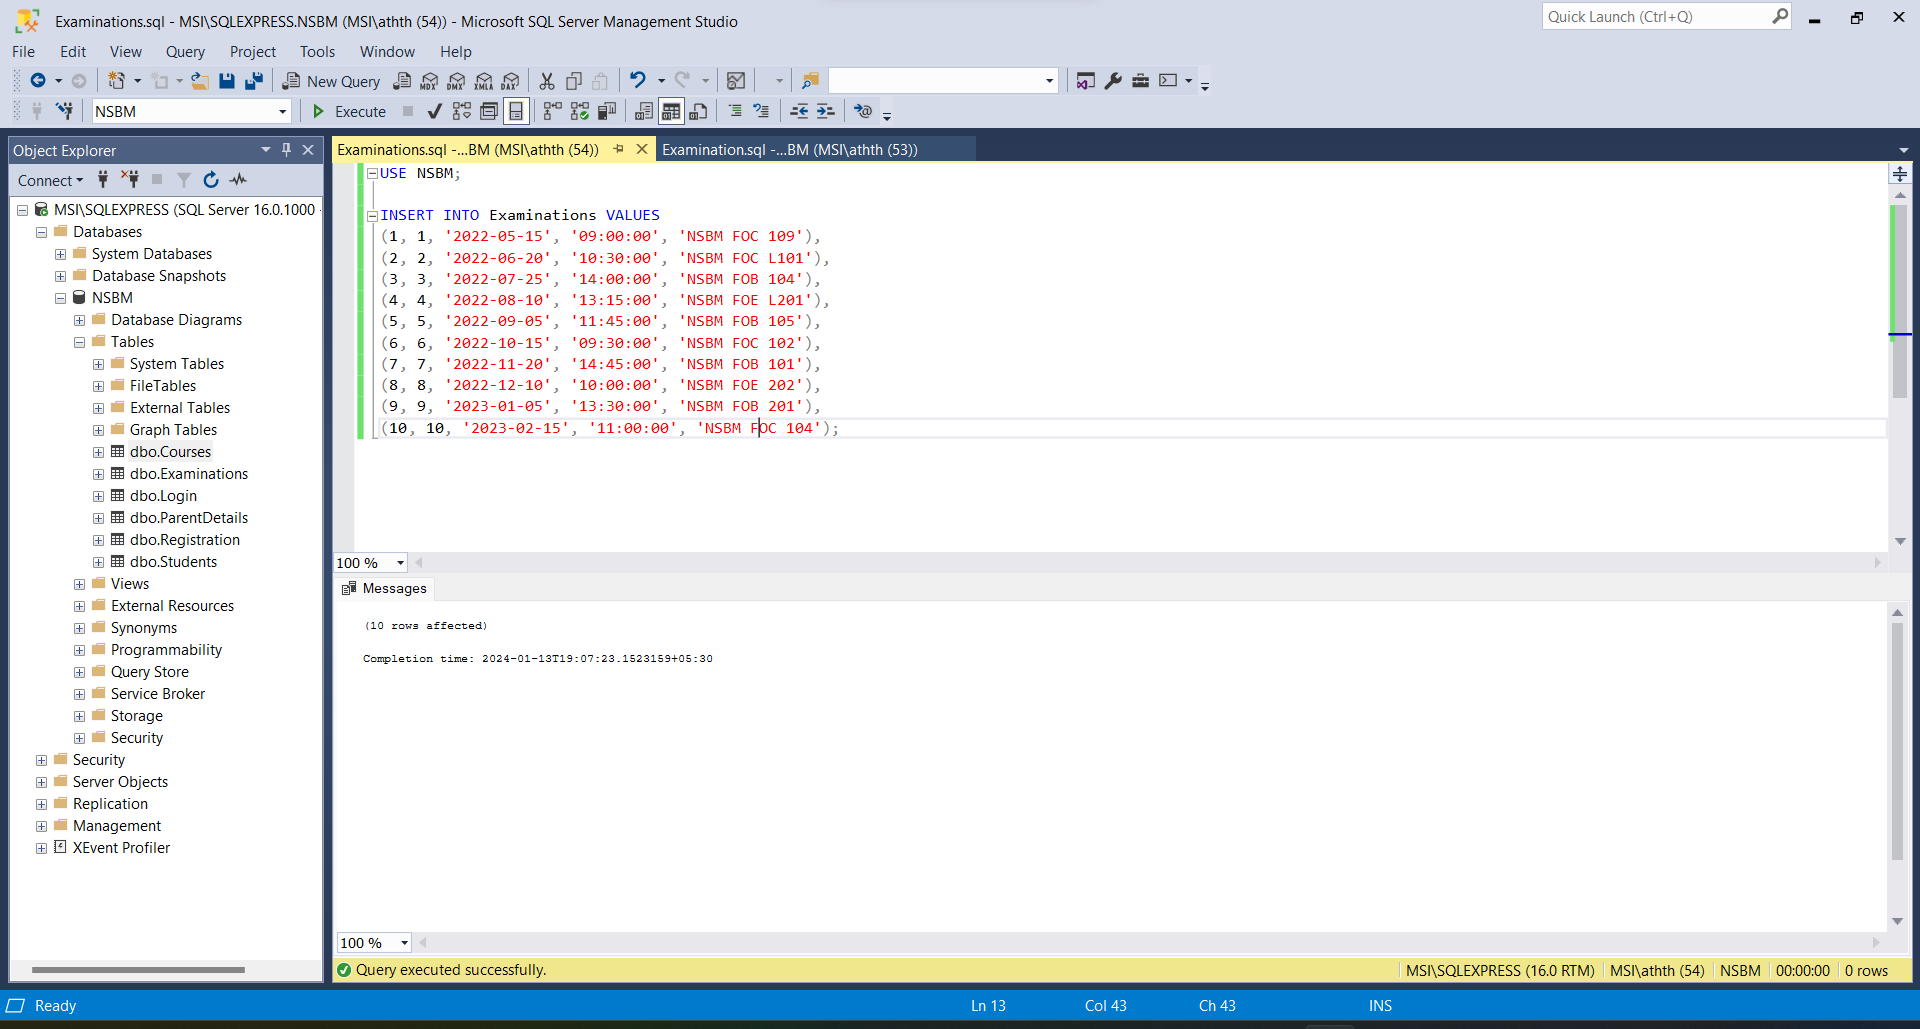 Examinations.sql - MSI\SQLEXPRESS.NSBM (MSI\athth (54)) - Microsoft SQL Server Management Studio
Quick Launch (Ctrl+Q)
File Edit View Query Project Tools Window Help
New Query MDX DMX XMLA DAX
NSBM Execute
Object Explorer
Connect
MSI\SQLEXPRESS (SQL Server 16.0.1000 -
Databases
System Databases
Database Snapshots
NSBM
Database Diagrams
Tables
System Tables
FileTables
External Tables
Graph Tables
dbo.Courses
dbo.Examinations
dbo.Login
dbo.ParentDetails
dbo.Registration
dbo.Students
Views
External Resources
Synonyms
Programmability
Query Store
Service Broker
Storage
Security
Security
Server Objects
Replication
Management
XEvent Profiler
Examinations.sql -...BM (MSI\athth (54)) Examination.sql -...BM (MSI\athth (53))
USE NSBM;
INSERT INTO Examinations VALUES
(1, 1, '2022-05-15', '09:00:00', 'NSBM FOC 109'),
(2, 2, '2022-06-20', '10:30:00', 'NSBM FOC L101'),
(3, 3, '2022-07-25', '14:00:00', 'NSBM FOB 104'),
(4, 4, '2022-08-10', '13:15:00', 'NSBM FOE L201'),
(5, 5, '2022-09-05', '11:45:00', 'NSBM FOB 105'),
(6, 6, '2022-10-15', '09:30:00', 'NSBM FOC 102'),
(7, 7, '2022-11-20', '14:45:00', 'NSBM FOB 101'),
(8, 8, '2022-12-10', '10:00:00', 'NSBM FOE 202'),
(9, 9, '2023-01-05', '13:30:00', 'NSBM FOB 201'),
(10, 10, '2023-02-15', '11:00:00', 'NSBM FOC 104');
100 %
Messages
(10 rows affected)
Completion time: 2024-01-13T19:07:23.1523159+05:30
100 %
Query executed successfully. MSI\SQLEXPRESS (16.0 RTM) MSI\athth (54) NSBM 00:00:00 0 rows
Ready Ln 13 Col 43 Ch 43 INS